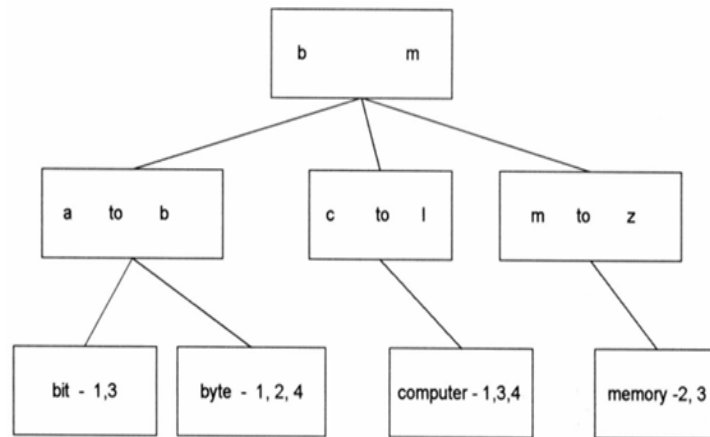 b m
a to b
c to l
m to z
bit - 1,3
byte - 1, 2, 4
computer - 1,3,4
memory -2, 3